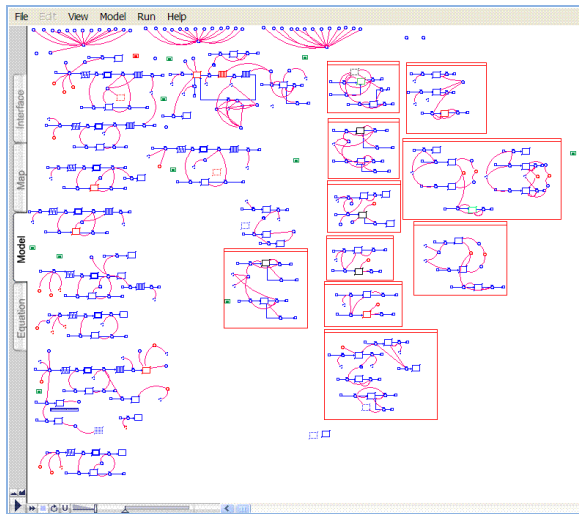 File Edit View Model Run Help
Interface
Map
Model
Equation
U